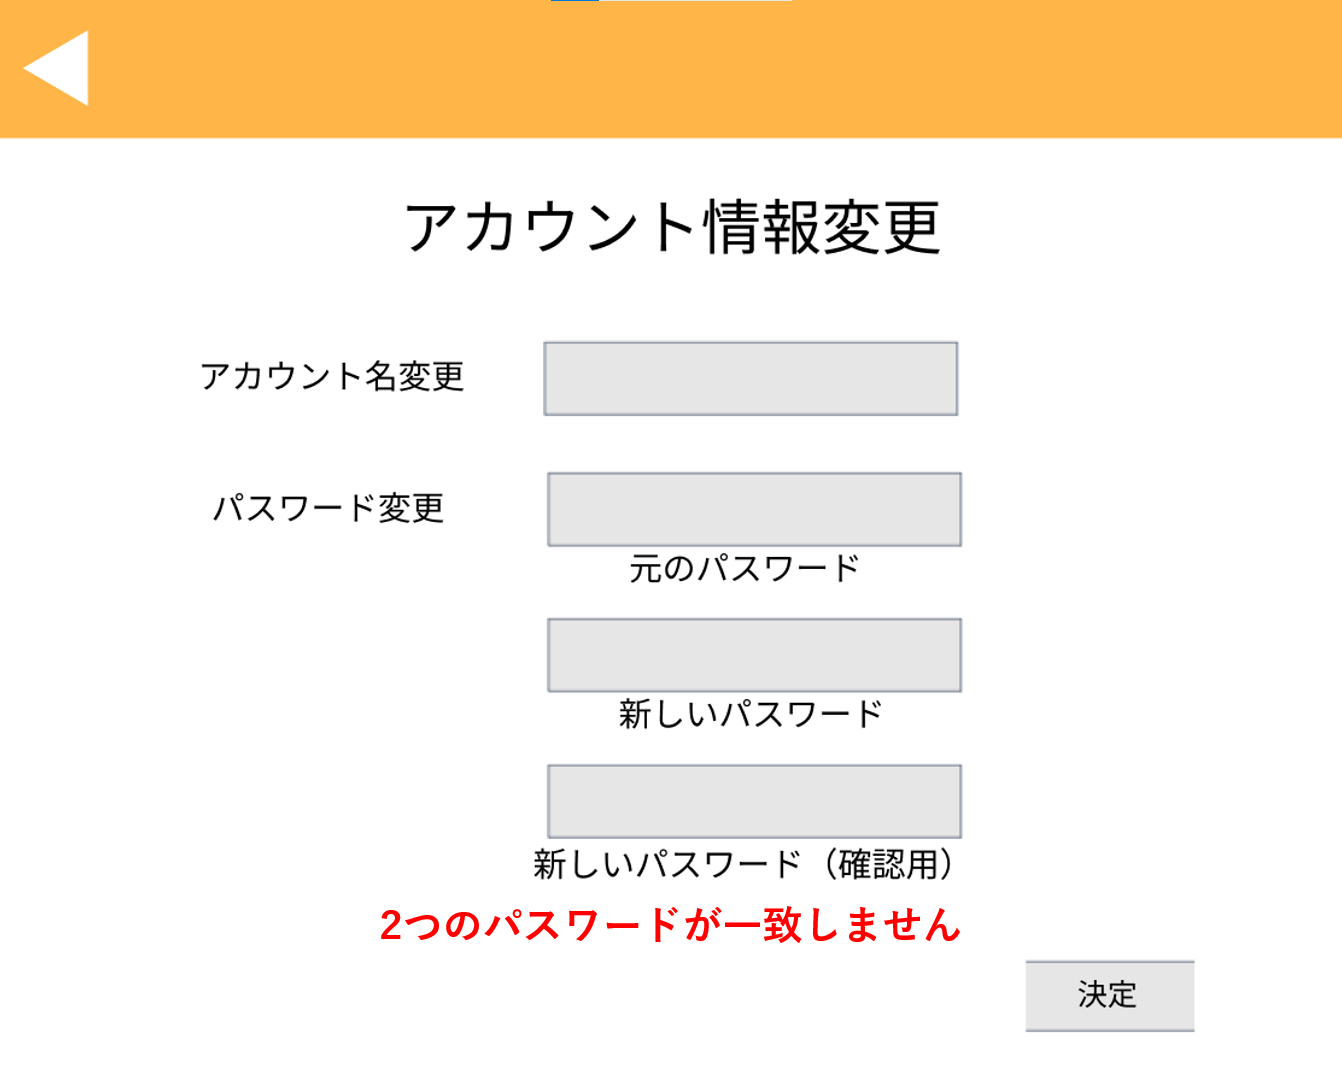 アカウント情報変更
アカウント名変更
パスワード変更
元のパスワード
新しいパスワード
新しいパスワード（確認用）
2つのパスワードが一致しません
決定